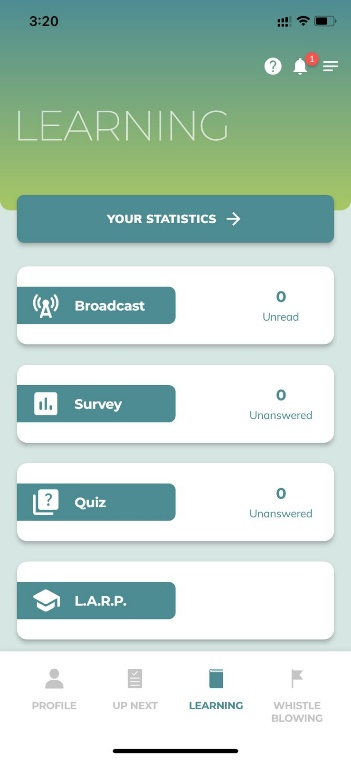 3:20
1
LEARNING
YOUR STATISTICS
Broadcast
0
Unread
Survey
0
Unanswered
?
Quiz
0
Unanswered
L.A.R.P.
PROFILE
UP NEXT
LEARNING
WHISTLE
BLOWING